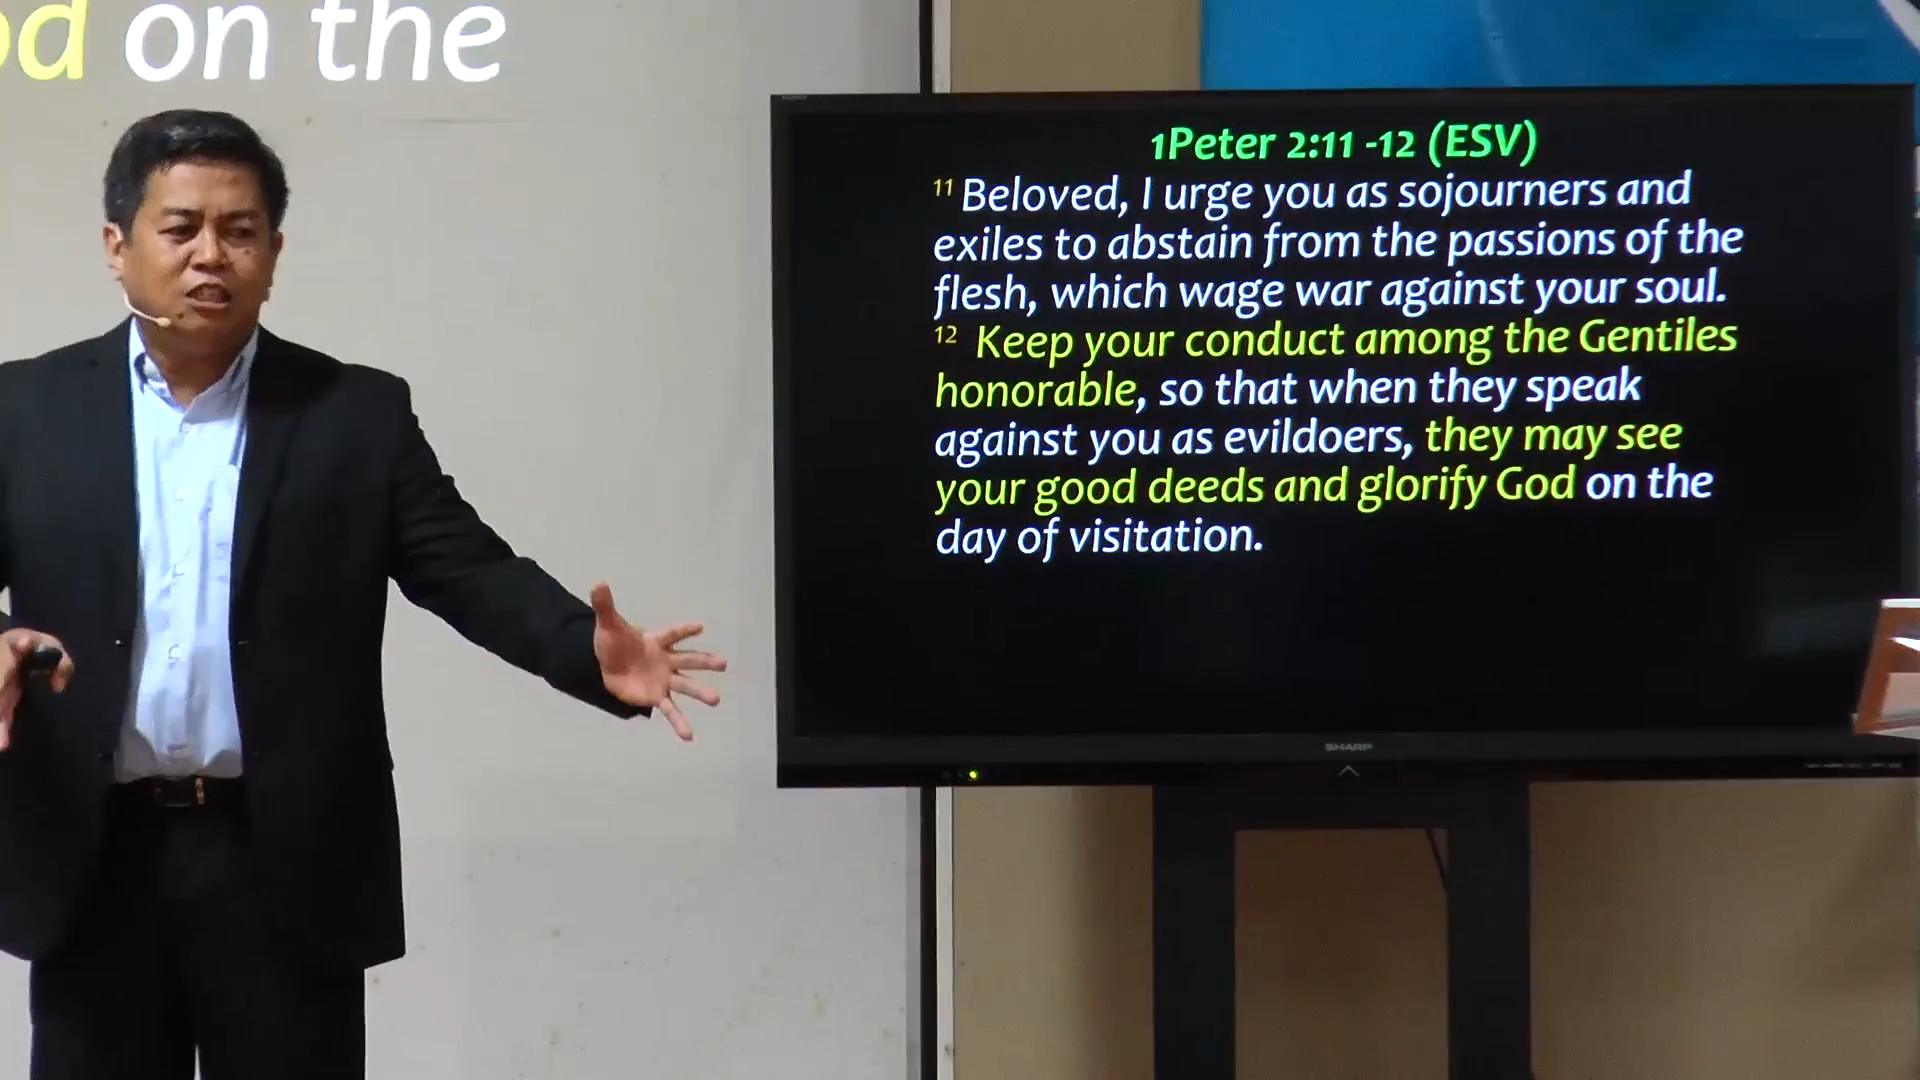 od on the
1Peter 2:11 -12 (ESV)
11 Beloved, I urge you as sojourners and
exiles to abstain from the passions of the
flesh, which wage war against your soul.
12 Keep your conduct among the Gentiles
honorable, so that when they speak
against you as evildoers, they may see
your good deeds and glorify God on the
day of visitation.
SHARP